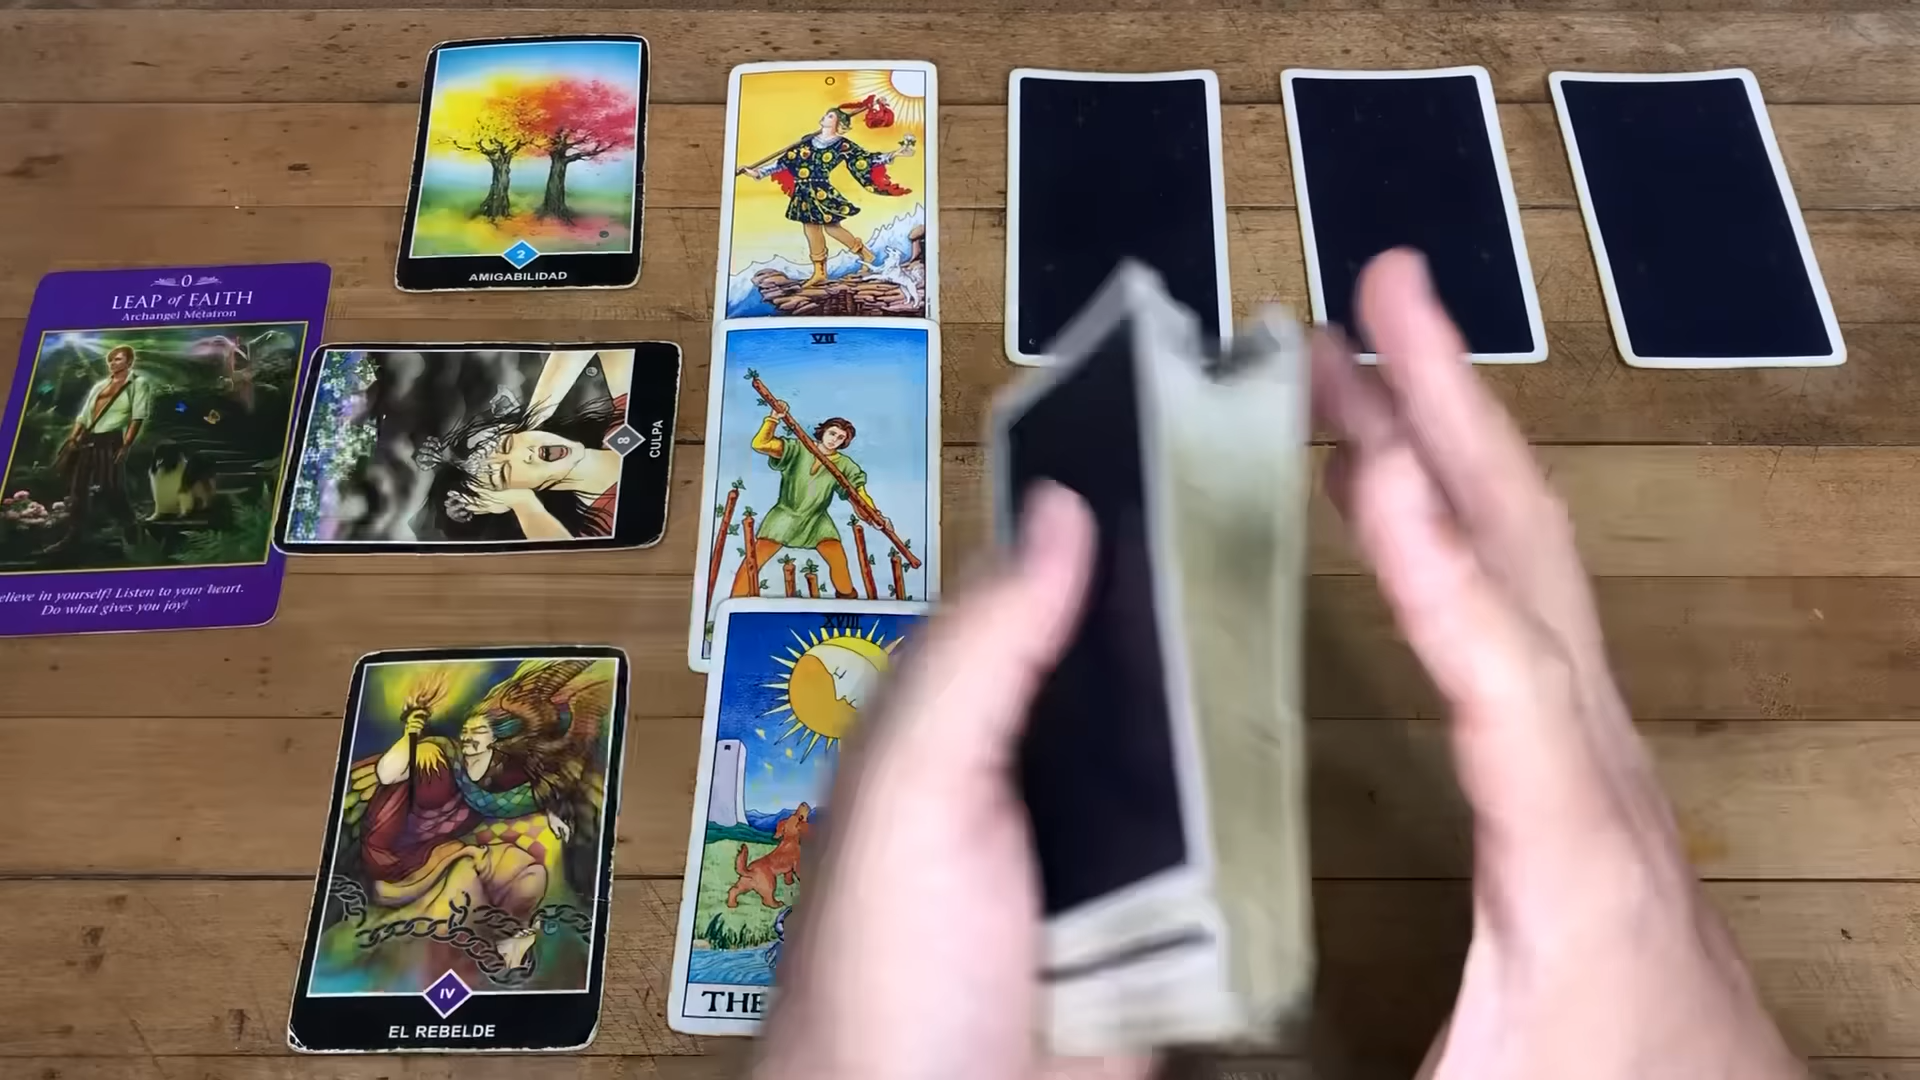 2
AMIGABILIDAD
0
LEAP of FAITH
Archangel Metatron
elieve in yourself! Listen to your heart.
Do what gives you joy!
8
CULPA
IV
EL REBELDE
0
VII
XVIII
THE